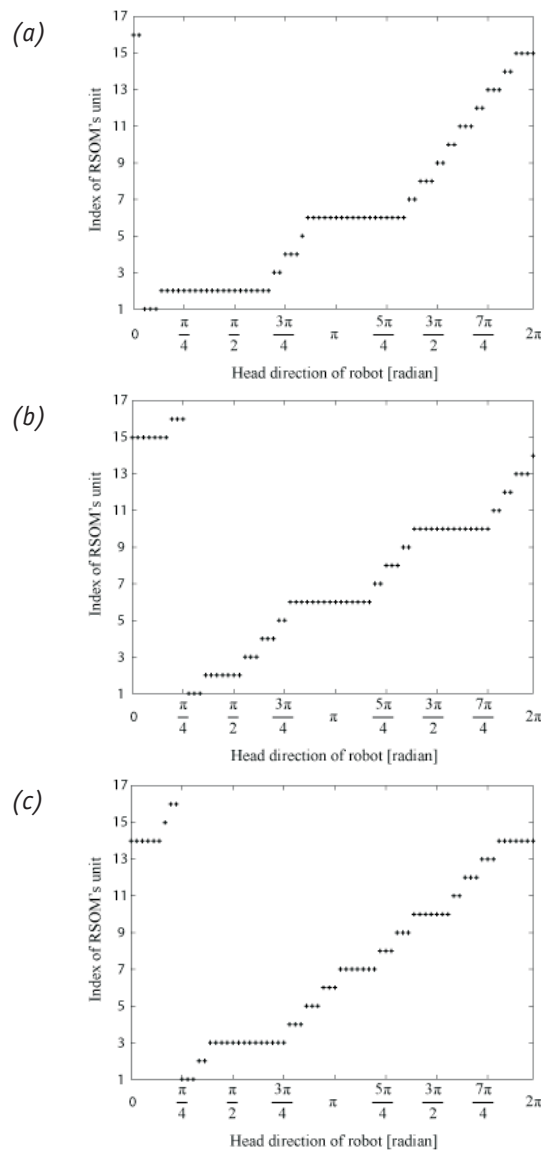 (a)
17
15
13
11
9
7
5
3
1
Index of RSOM's unit
0 π/4 π/2 3π/4 π 5π/4 3π/2 7π/4 2π
Head direction of robot [radian]
(b)
17
15
13
11
9
7
5
3
1
Index of RSOM's unit
0 π/4 π/2 3π/4 π 5π/4 3π/2 7π/4 2π
Head direction of robot [radian]
(c)
17
15
13
11
9
7
5
3
1
Index of RSOM's unit
0 π/4 π/2 3π/4 π 5π/4 3π/2 7π/4 2π
Head direction of robot [radian]